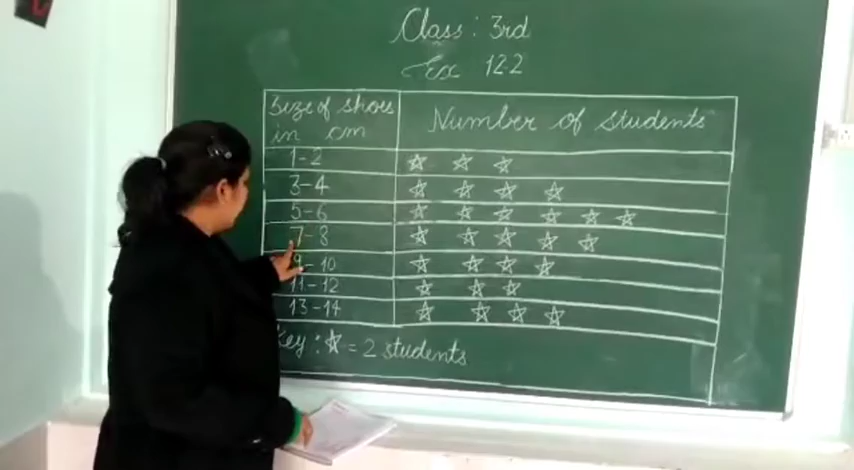 Class : 3rd
Ex 12.2
Size of shoes in cm | Number of Students
1-2 | ☆ ☆ ☆
3-4 | ☆ ☆ ☆ ☆
5-6 | ☆ ☆ ☆ ☆ ☆ ☆
7-8 | ☆ ☆ ☆ ☆ ☆
9-10 | ☆ ☆ ☆ ☆
11-12 | ☆ ☆ ☆
13-14 | ☆ ☆ ☆ ☆
Key : ☆ = 2 students